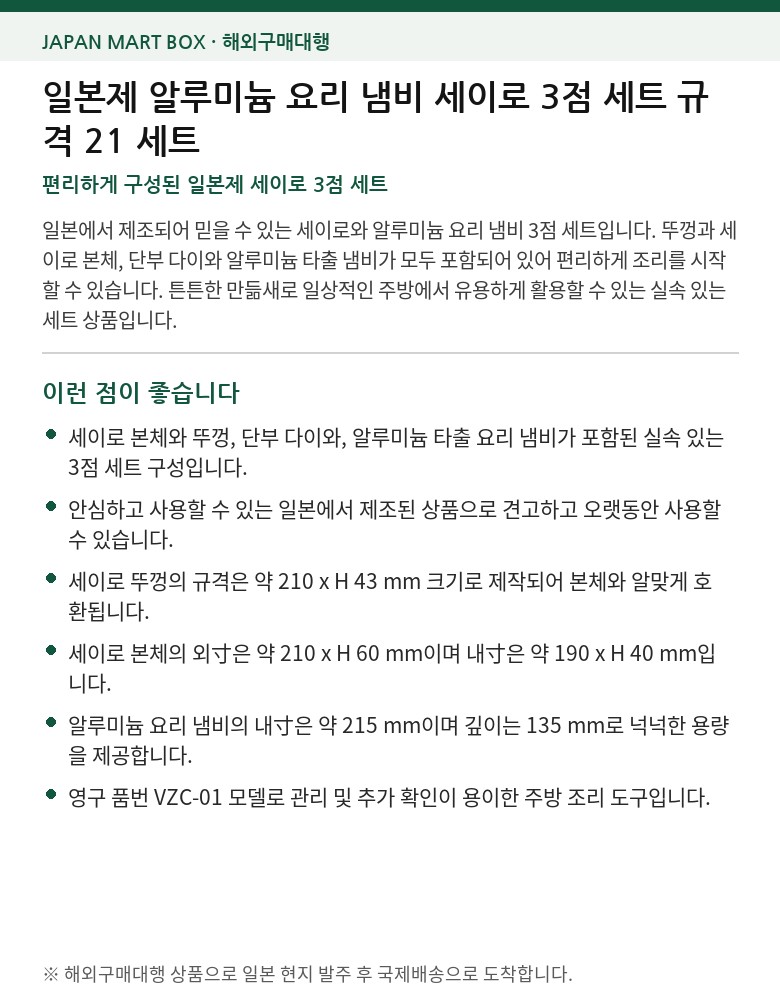 JAPAN MART BOX · 해외구매대행
일본제 알루미늄 요리 냄비 세이로 3점 세트 규
격 21 세트
편리하게 구성된 일본제 세이로 3점 세트
일본에서 제조되어 믿을 수 있는 세이로와 알루미늄 요리 냄비 3점 세트입니다. 뚜껑과 세
이로 본체, 단부 다이와 알루미늄 타출 냄비가 모두 포함되어 있어 편리하게 조리를 시작
할 수 있습니다. 튼튼한 만듦새로 일상적인 주방에서 유용하게 활용할 수 있는 실속 있는
세트 상품입니다.
이런 점이 좋습니다
세이로 본체와 뚜껑, 단부 다이와, 알루미늄 타출 요리 냄비가 포함된 실속 있는
3점 세트 구성입니다.
안심하고 사용할 수 있는 일본에서 제조된 상품으로 견고하고 오랫동안 사용할
수 있습니다.
세이로 뚜껑의 규격은 약 210 x H 43 mm 크기로 제작되어 본체와 알맞게 호
환됩니다.
세이로 본체의 외寸은 약 210 x H 60 mm이며 내寸은 약 190 x H 40 mm입
니다.
알루미늄 요리 냄비의 내寸은 약 215 mm이며 깊이는 135 mm로 넉넉한 용량
을 제공합니다.
영구 품번 VZC-01 모델로 관리 및 추가 확인이 용이한 주방 조리 도구입니다.
※ 해외구매대행 상품으로 일본 현지 발주 후 국제배송으로 도착합니다.